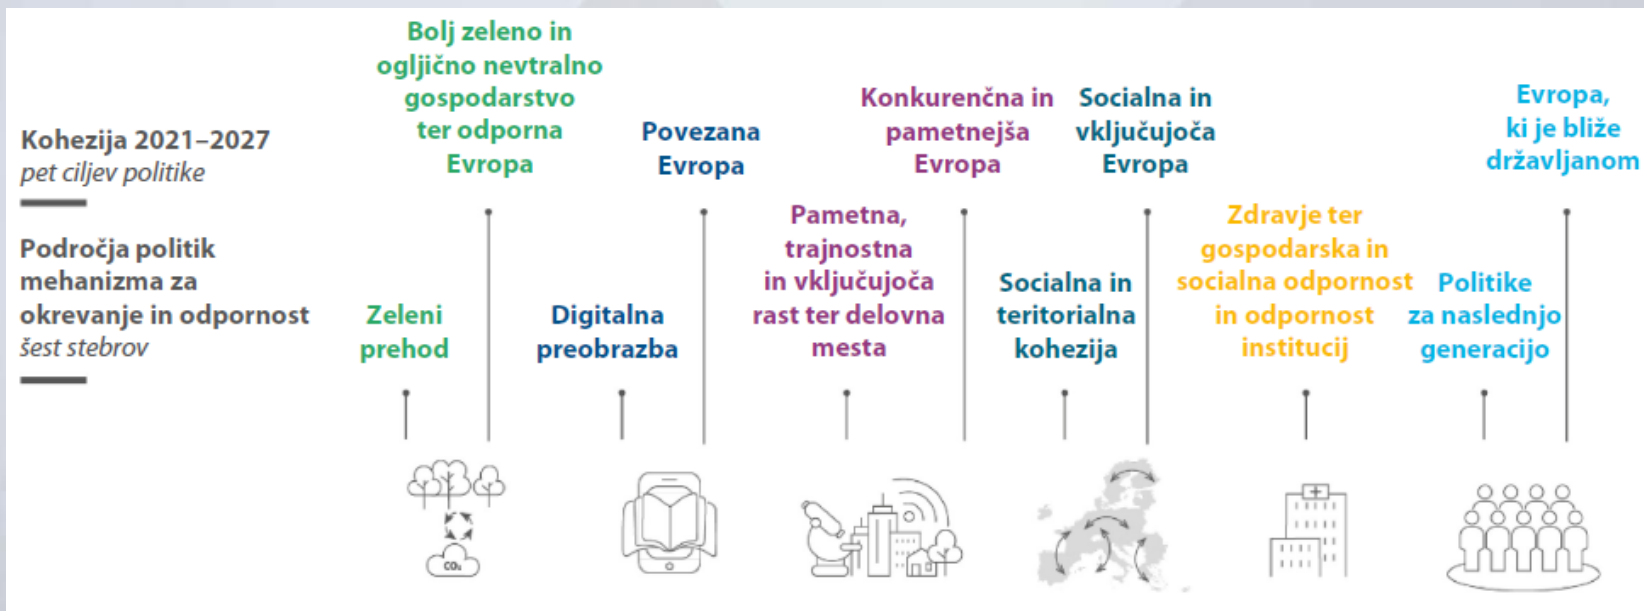 Kohezija 2021–2027
pet ciljev politike
Bolj zeleno in
ogljično nevtralno
gospodarstvo
ter odporna
Evropa
Povezana
Evropa
Konkurenčna in
pametnejša
Evropa
Socialna in
vključujoča
Evropa
Evropa,
ki je bliže
državljanom
Področja politik
mehanizma za
okrevanje in odpornost
šest stebrov
Zeleni
prehod
Digitalna
preobrazba
Pametna,
trajnostna
in vključujoča
rast ter delovna
mesta
Socialna in
teritorialna
kohezija
Zdravje ter
gospodarska in
socialna odpornost
in odpornost
institucij
Politike
za naslednjo
generacijo
CO₂